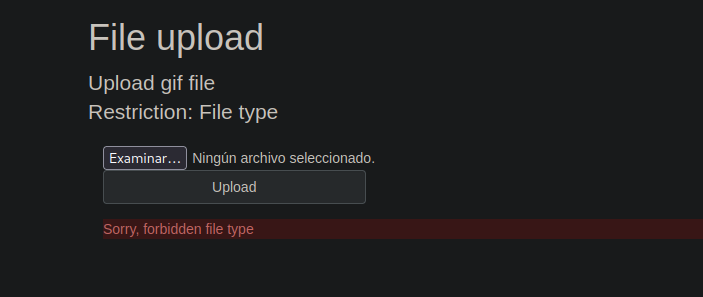 File upload
Upload gif file
Restriction: File type
Examinar... Ningún archivo seleccionado.
Upload
Sorry, forbidden file type